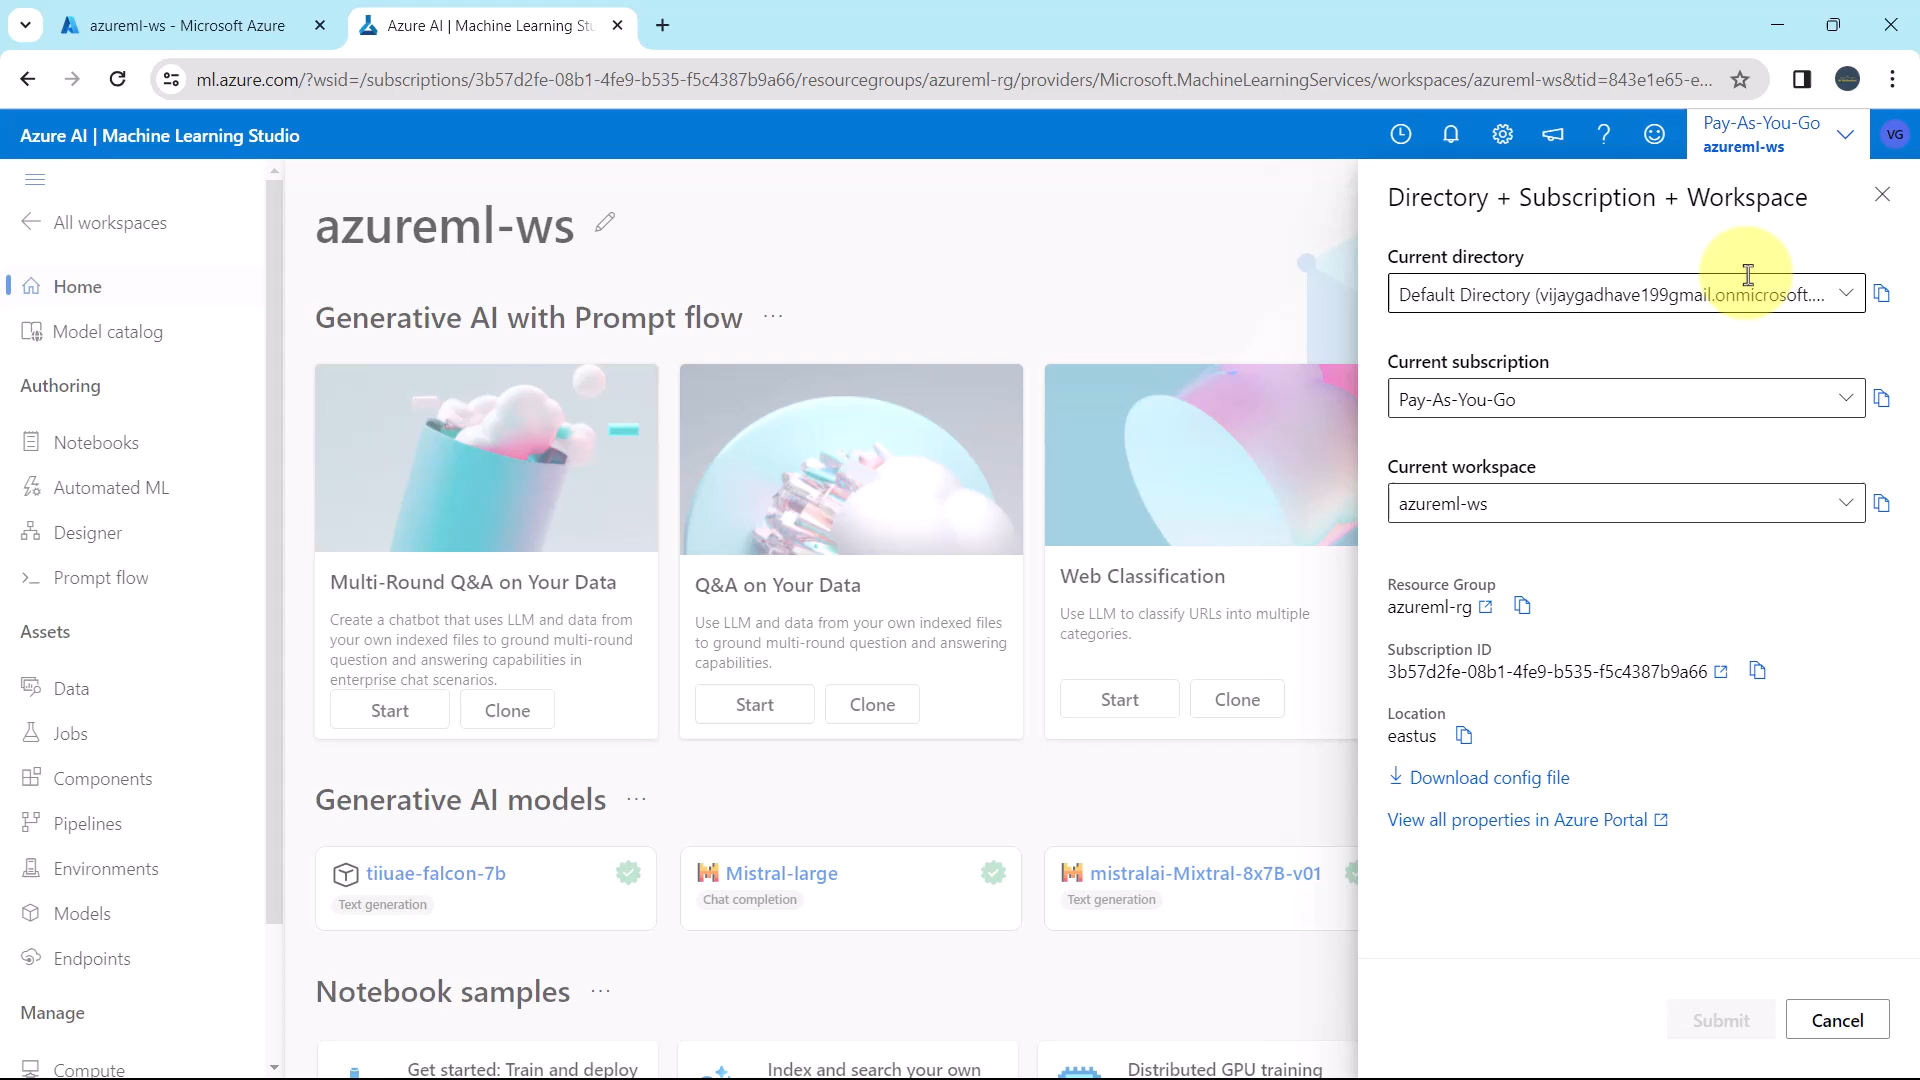 azureml-ws - Microsoft Azure
Azure AI | Machine Learning Stu
ml.azure.com/?wsid=/subscriptions/3b57d2fe-08b1-4fe9-b535-f5c4387b9a66/resourcegroups/azureml-rg/providers/Microsoft.MachineLearningServices/workspaces/azureml-ws&tid=843e1e65-e...
Azure AI | Machine Learning Studio
Pay-As-You-Go
azureml-ws
VG
All workspaces
Home
Model catalog
Authoring
Notebooks
Automated ML
Designer
Prompt flow
Assets
Data
Jobs
Components
Pipelines
Environments
Models
Endpoints
Manage
Compute
azureml-ws
Generative AI with Prompt flow ...
Multi-Round Q&A on Your Data
Create a chatbot that uses LLM and data from
your own indexed files to ground multi-round
question and answering capabilities in
enterprise chat scenarios.
Start
Clone
Q&A on Your Data
Use LLM and data from your own indexed files
to ground multi-round question and answering
capabilities.
Start
Clone
Web Classification
Use LLM to classify URLs into multiple
categories.
Start
Clone
Generative AI models ...
tiiuae-falcon-7b
Text generation
Mistral-large
Chat completion
mistralai-Mixtral-8x7B-v01
Text generation
Notebook samples ...
Get started: Train and deploy
Index and search your own
Distributed GPU training
Directory + Subscription + Workspace
Current directory
Default Directory (vijaygadhave199gmail.onmicrosoft....
Current subscription
Pay-As-You-Go
Current workspace
azureml-ws
Resource Group
azureml-rg
Subscription ID
3b57d2fe-08b1-4fe9-b535-f5c4387b9a66
Location
eastus
Download config file
View all properties in Azure Portal
Submit
Cancel